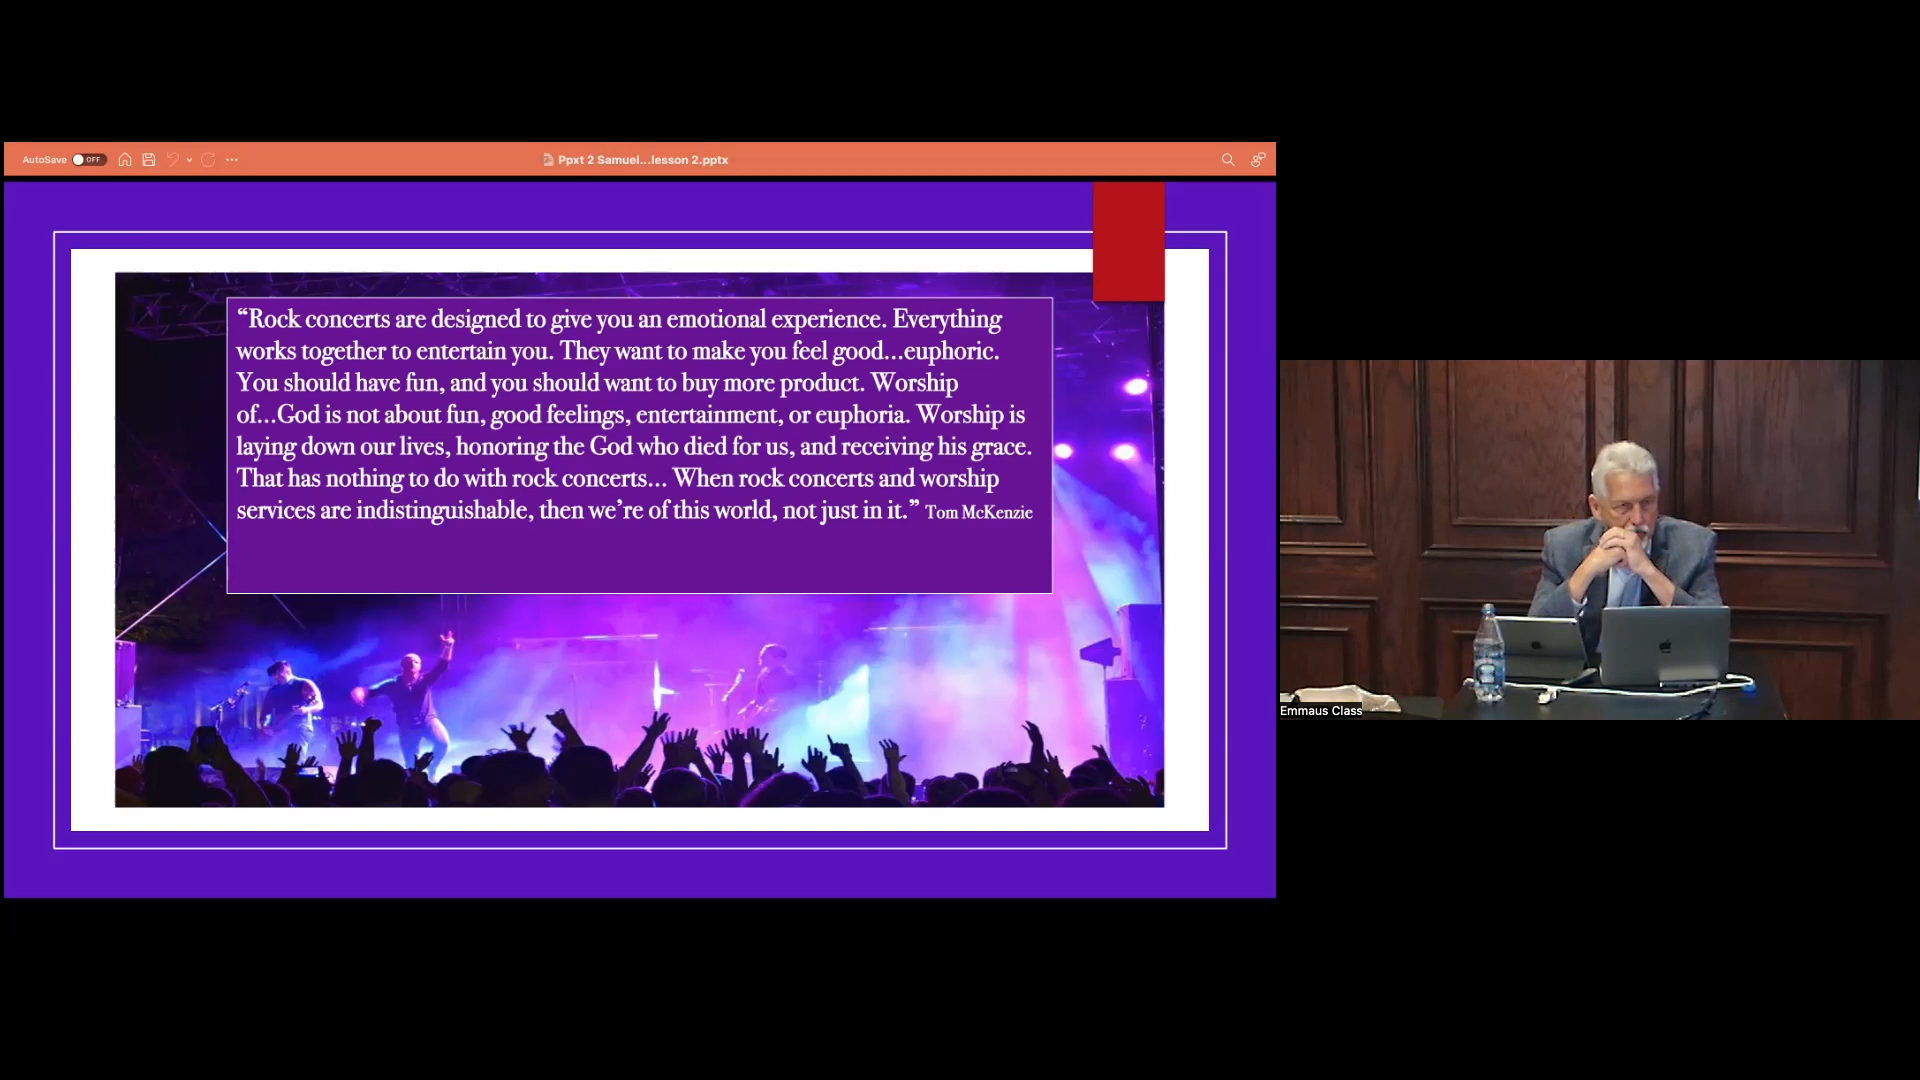 AutoSave OFF
Ppxt 2 Samuel...lesson 2.pptx
“Rock concerts are designed to give you an emotional experience. Everything
works together to entertain you. They want to make you feel good...euphoric.
You should have fun, and you should want to buy more product. Worship
of...God is not about fun, good feelings, entertainment, or euphoria. Worship is
laying down our lives, honoring the God who died for us, and receiving his grace.
That has nothing to do with rock concerts... When rock concerts and worship
services are indistinguishable, then we’re of this world, not just in it.” Tom McKenzie
Emmaus Class